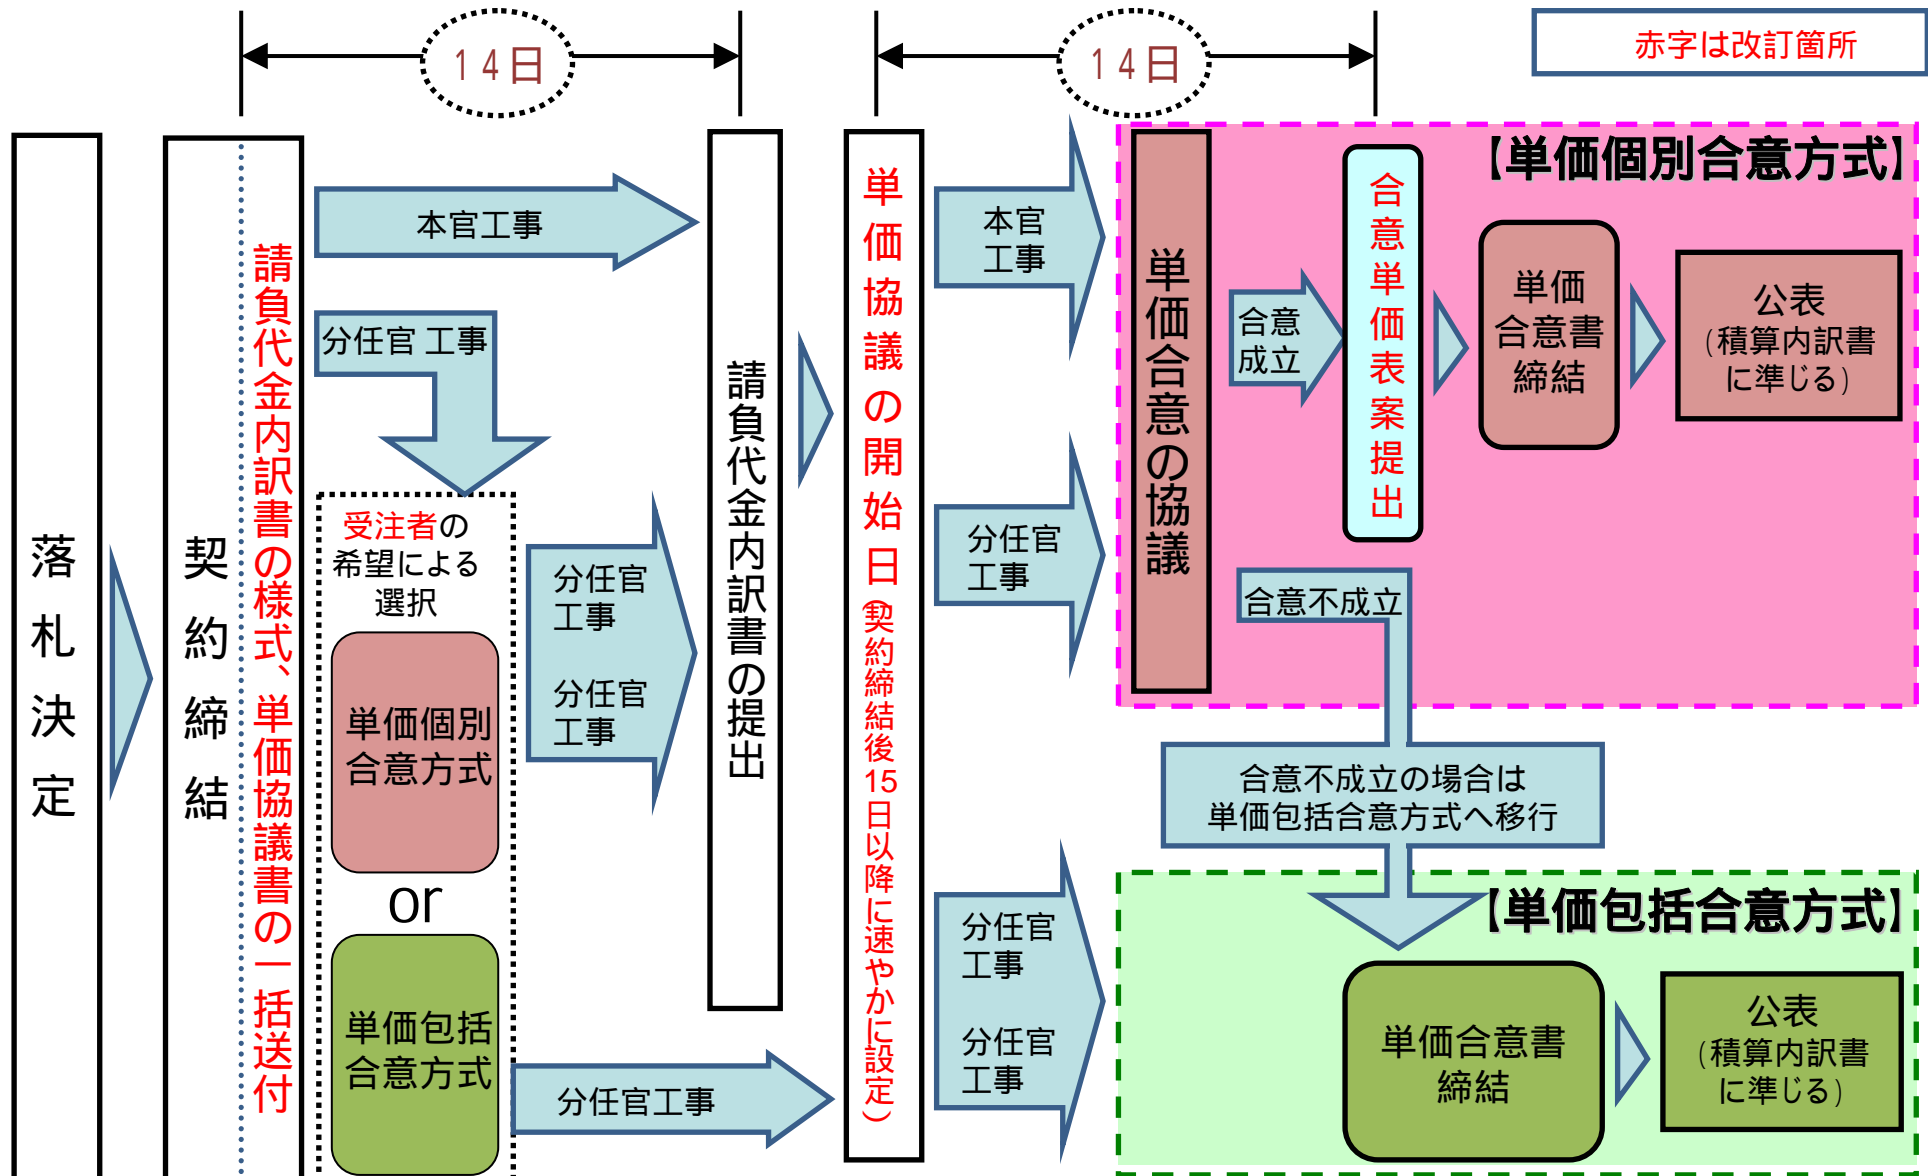 14日
14日
赤字は改訂箇所
落札決定
契約締結
請負代金内訳書の様式、単価協議書の一括送付
本官工事
分任官 工事
受注者の
希望による
選択
単価個別
合意方式
or
単価包括
合意方式
分任官
工事
分任官
工事
分任官工事
請負代金内訳書の提出
単価協議の開始日(契約締結後15日以降に速やかに設定)
本官
工事
分任官
工事
分任官
工事
分任官
工事
【単価個別合意方式】
単価合意の協議
合意
成立
合意単価表案提出
単価
合意書
締結
公表
(積算内訳書
に準じる)
合意不成立
合意不成立の場合は
単価包括合意方式へ移行
【単価包括合意方式】
単価合意書
締結
公表
(積算内訳書
に準じる)